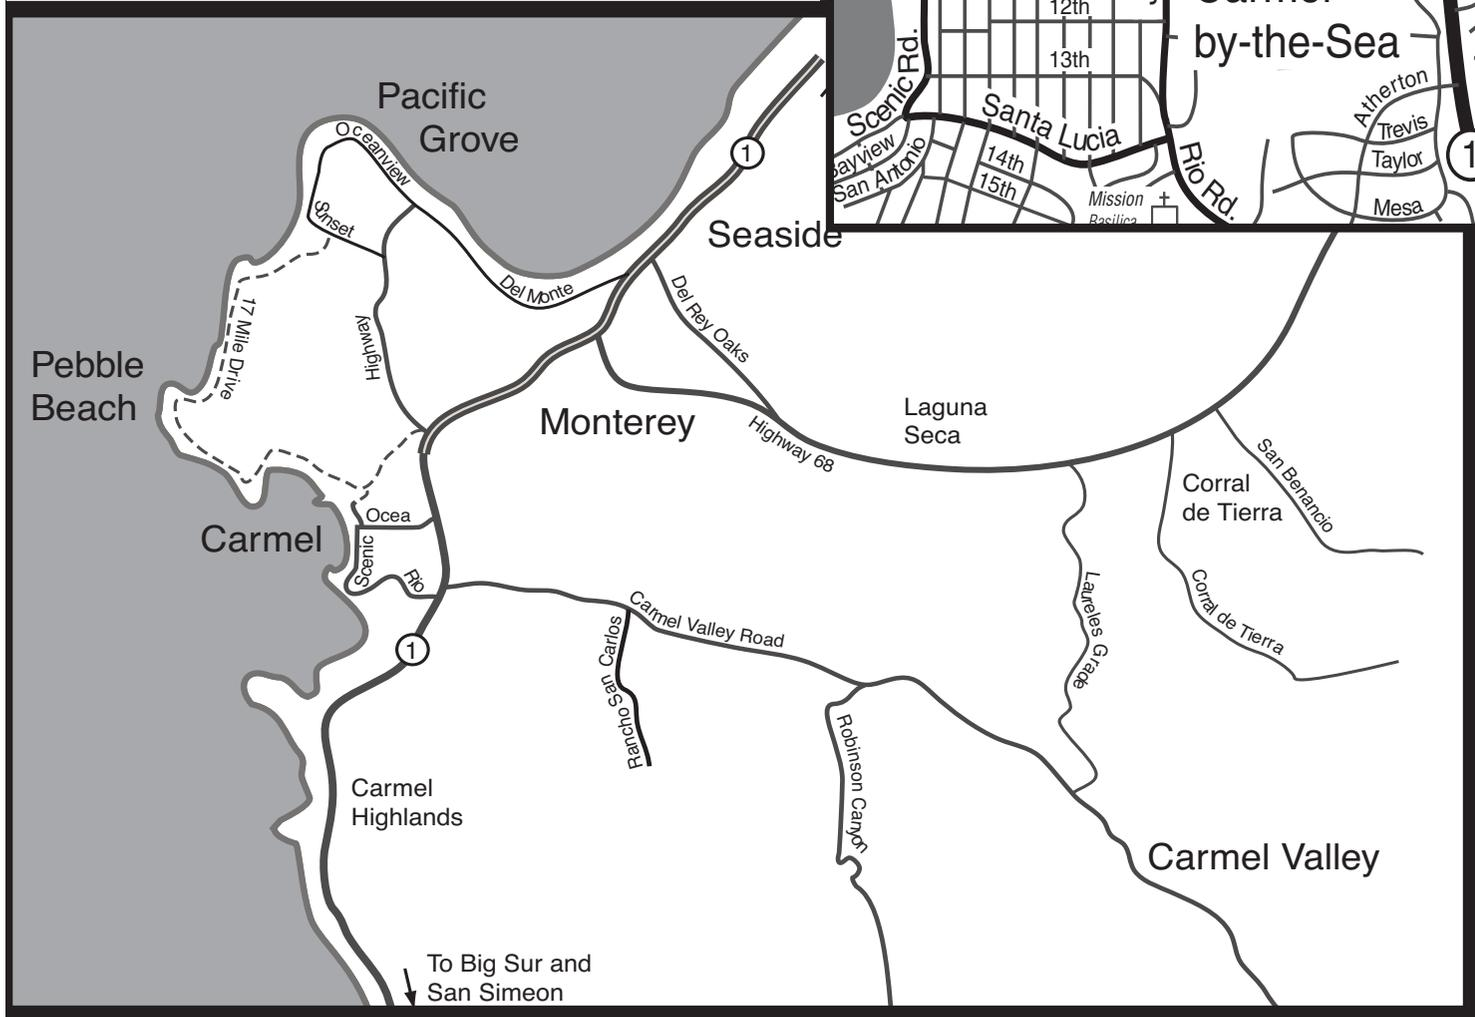 12th
by-the-Sea
13th
Scenic Rd.
Santa Lucia
Atherton
Trevis
Taylor
Mesa
1
14th
15th
San Antonio
Rio Rd.
Mission
Pacific
Grove
Oceanview
1
Sunset
Seaside
Del Monte
Del Rey Oaks
17 Mile Drive
Highway
Pebble
Beach
Monterey
Highway 68
Laguna
Seca
San Benancio
Corral
de Tierra
Corral de Tierra
Carmel
Ocea
Scenic
Rio
1
Carmel Valley Road
Rancho San Carlos
Laureles Grade
Robinson Canyon
Carmel
Highlands
Carmel Valley
To Big Sur and
San Simeon